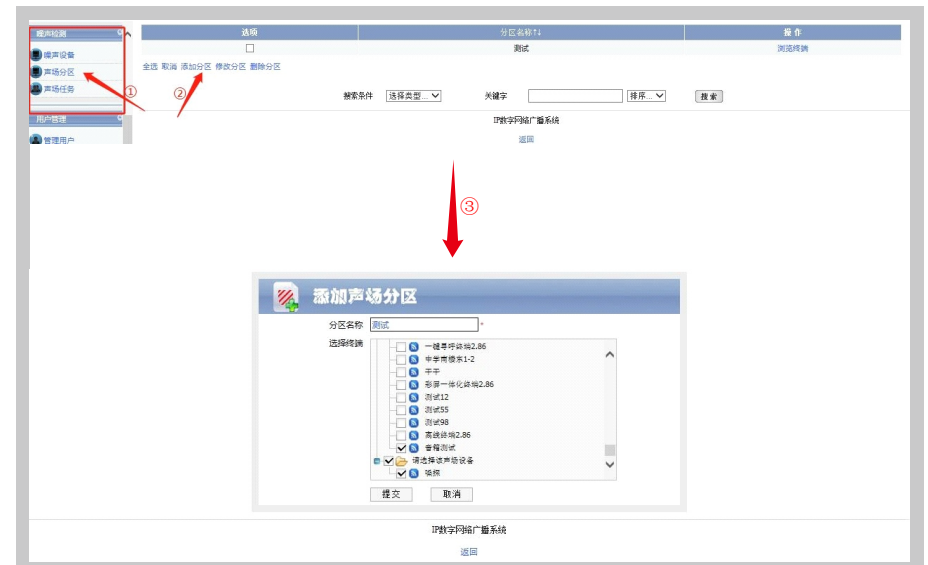 噪声检测
噪声设备
声场分区
声场任务
用户管理
管理用户
选项 分区名称↑↓ 操 作
测试 浏览终端
全选 取消 添加分区 修改分区 删除分区
① ②
搜索条件 选择类型... 关键字 排序... 搜 索
IP数字网络广播系统
返回
③
添加声场分区
分区名称 测试 *
选择终端
一键寻呼终端2.86
中学南楼东1-2
干干
彩屏一体化终端2.86
测试12
测试55
测试98
离线终端2.86
音箱测试
请选择该声场设备
噪探
提交 取消
IP数字网络广播系统
返回